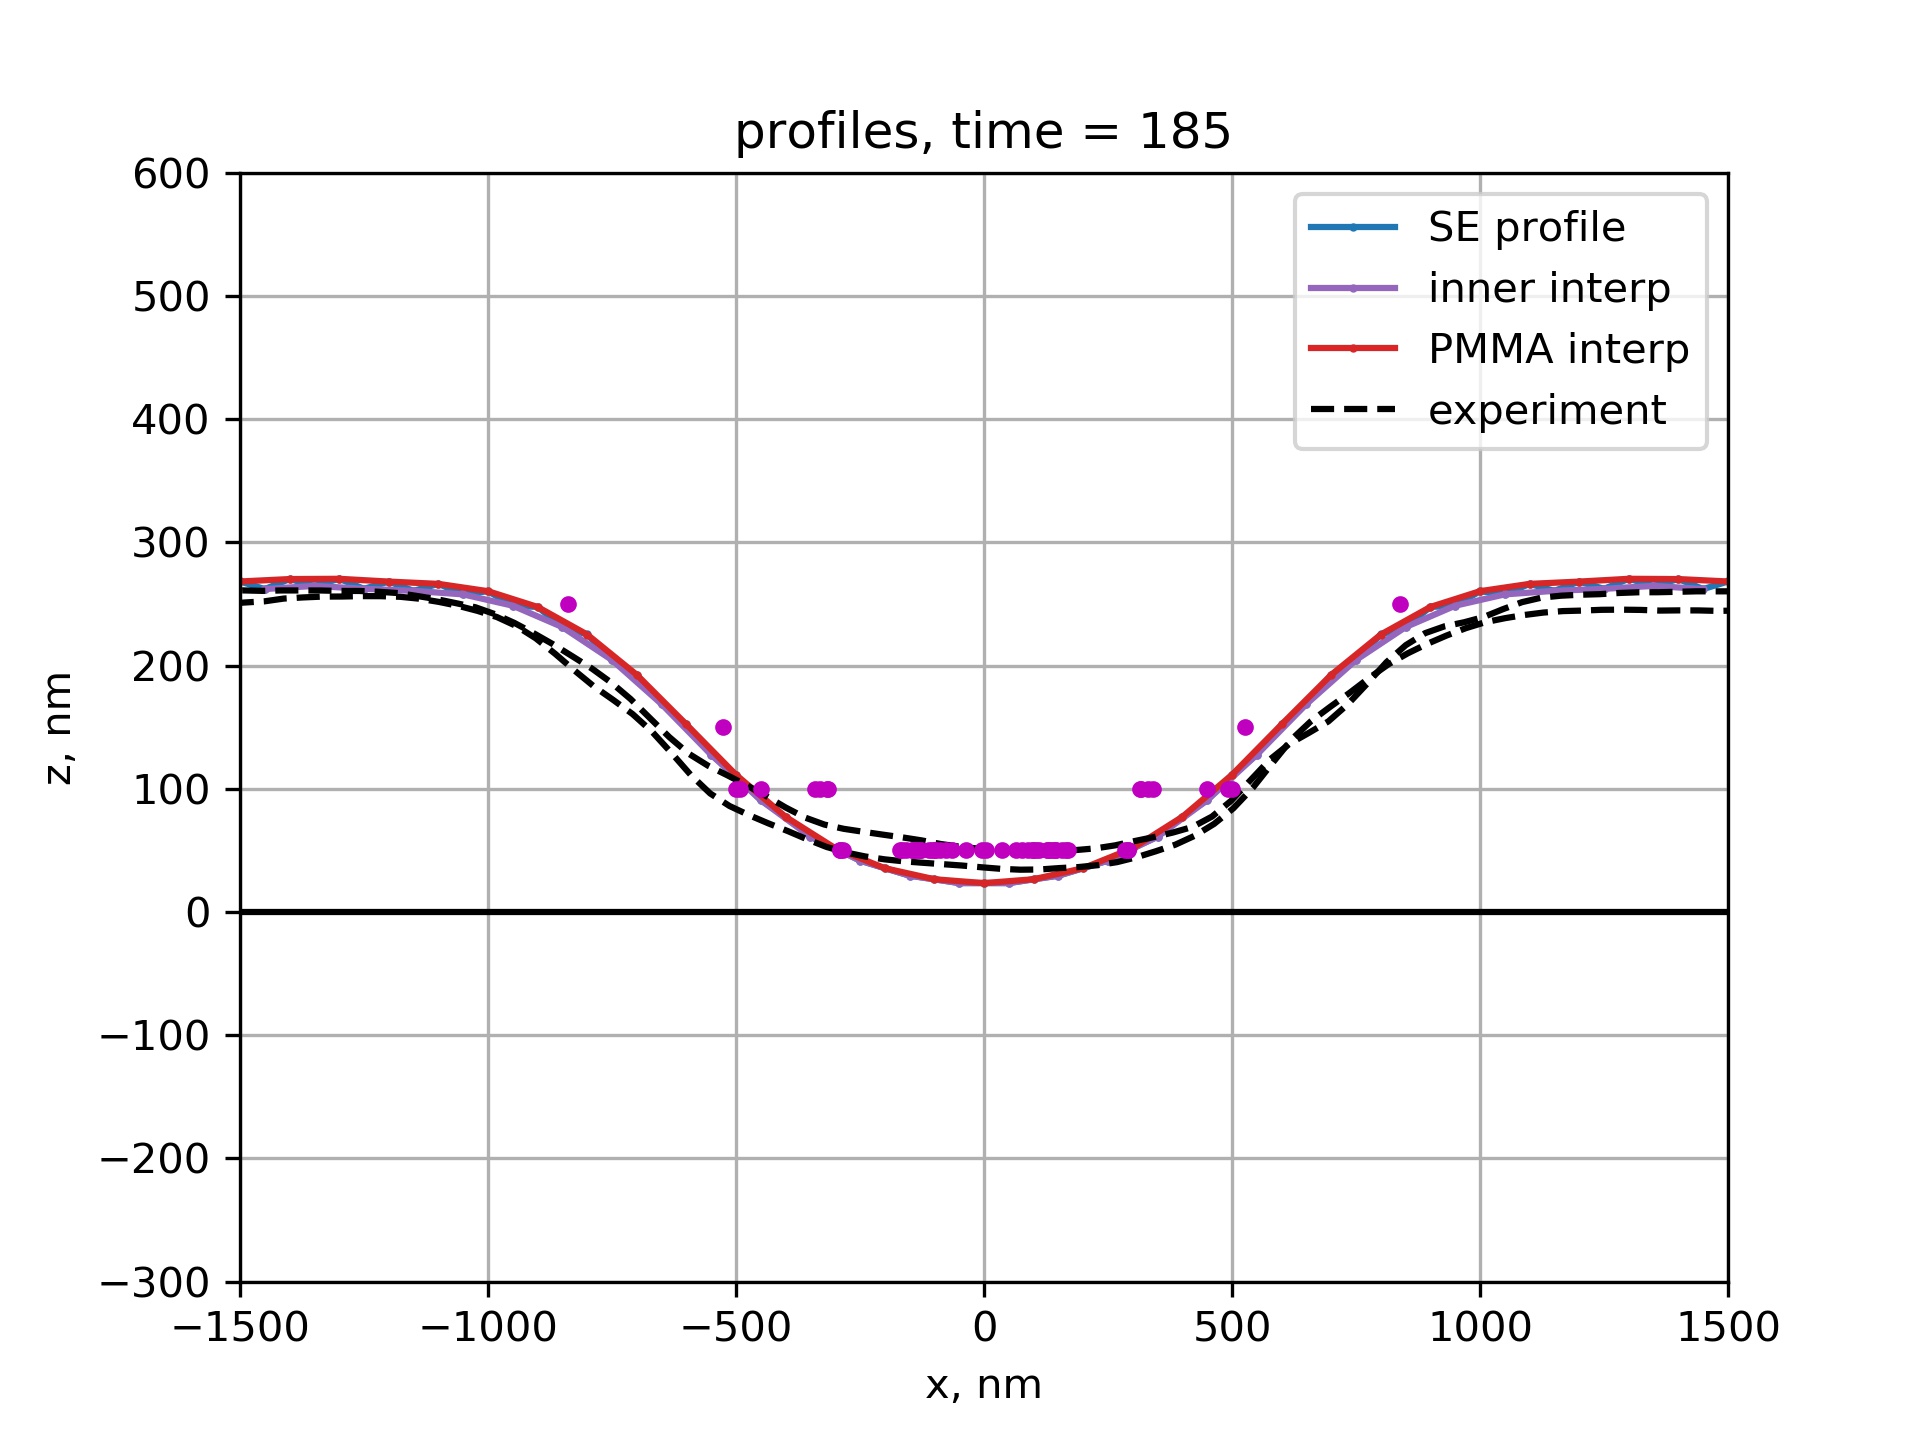 profiles, time = 185
600
500
400
300
200
100
0
−100
−200
−300
z, nm
SE profile
inner interp
PMMA interp
experiment
−1500 −1000 −500 0 500 1000 1500
x, nm